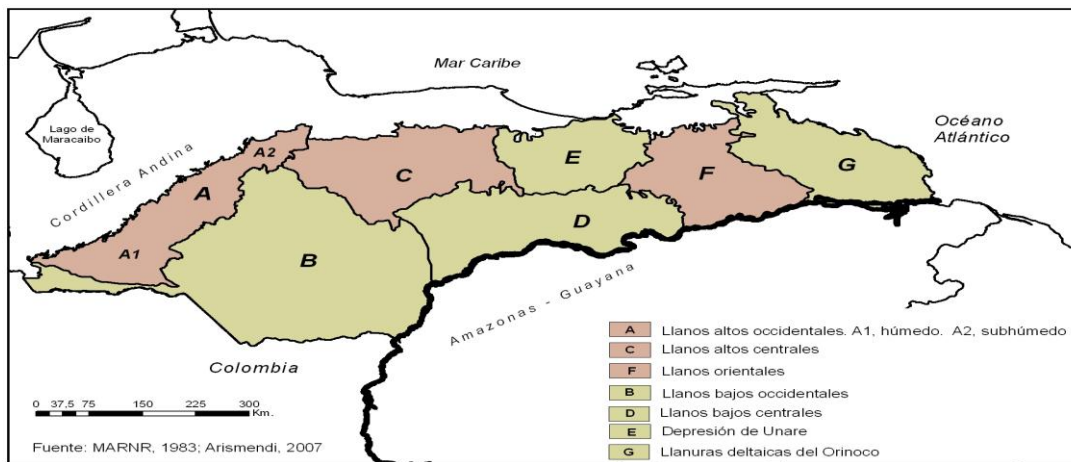 Mar Caribe
Lago de
Maracaibo
Océano
Atlántico
Cordillera Andina
A2
A
C
E
F
G
A1
B
D
Amazonas - Guayana
Colombia
A Llanos altos occidentales. A1, húmedo. A2, subhúmedo
C Llanos altos centrales
F Llanos orientales
B Llanos bajos occidentales
D Llanos bajos centrales
E Depresión de Unare
G Llanuras deltaicas del Orinoco
0 37,5 75 150 225 300
Km.
Fuente: MARNR, 1983; Arismendi, 2007